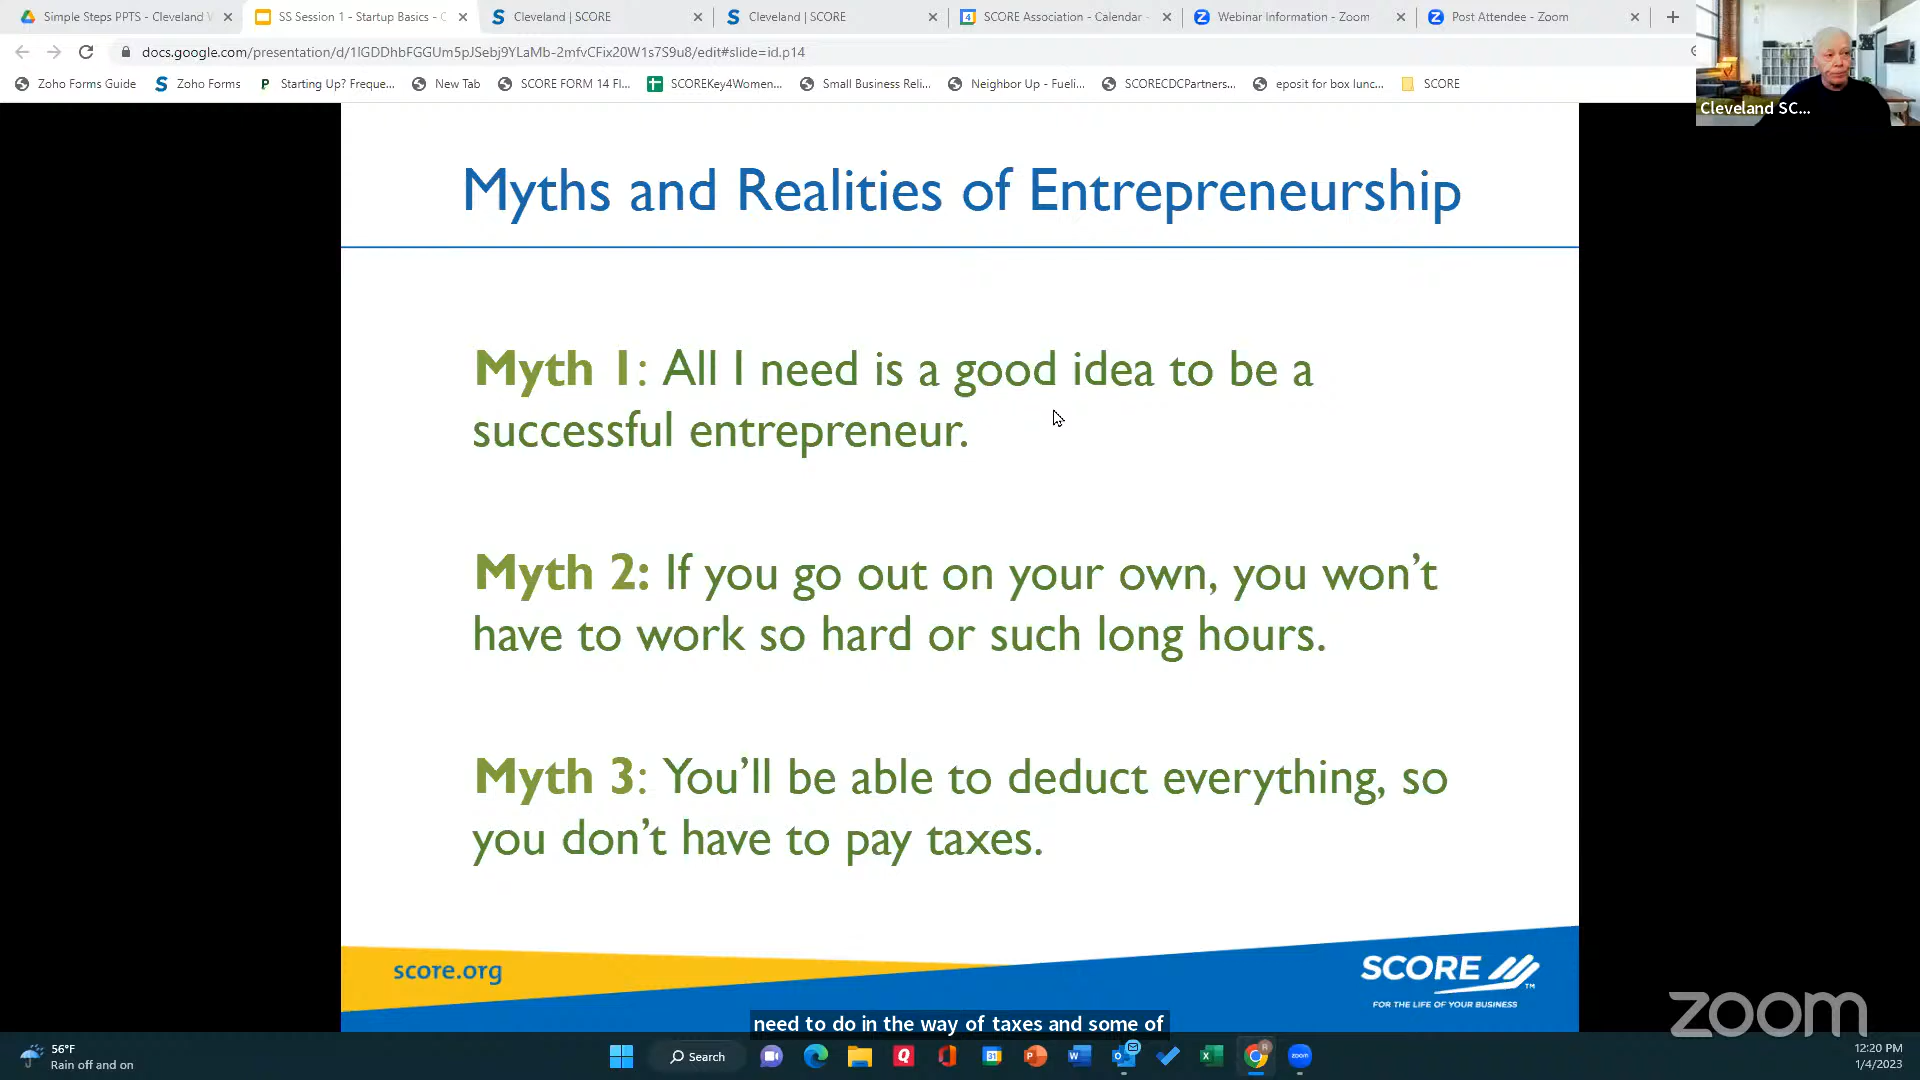 Simple Steps PPTS - Cleveland
SS Session 1 - Startup Basics -
Cleveland | SCORE
Cleveland | SCORE
SCORE Association - Calendar -
Webinar Information - Zoom
Post Attendee - Zoom
docs.google.com/presentation/d/1lGDDhbFGGUm5pJSebj9YLaMb-2mfvCFix20W1s7S9u8/edit#slide=id.p14
Zoho Forms Guide
Zoho Forms
Starting Up? Freque...
New Tab
SCORE FORM 14 Fl...
SCOREKey4Women...
Small Business Reli...
Neighbor Up - Fueli...
SCORECDCPartners...
eposit for box lunc...
SCORE
Cleveland SC...
Myths and Realities of Entrepreneurship
Myth 1: All I need is a good idea to be a
successful entrepreneur.
Myth 2: If you go out on your own, you won't
have to work so hard or such long hours.
Myth 3: You'll be able to deduct everything, so
you don't have to pay taxes.
score.org
SCORE
TM
FOR THE LIFE OF YOUR BUSINESS
zoom
need to do in the way of taxes and some of
56°F
Rain off and on
Search
12:20 PM
1/4/2023